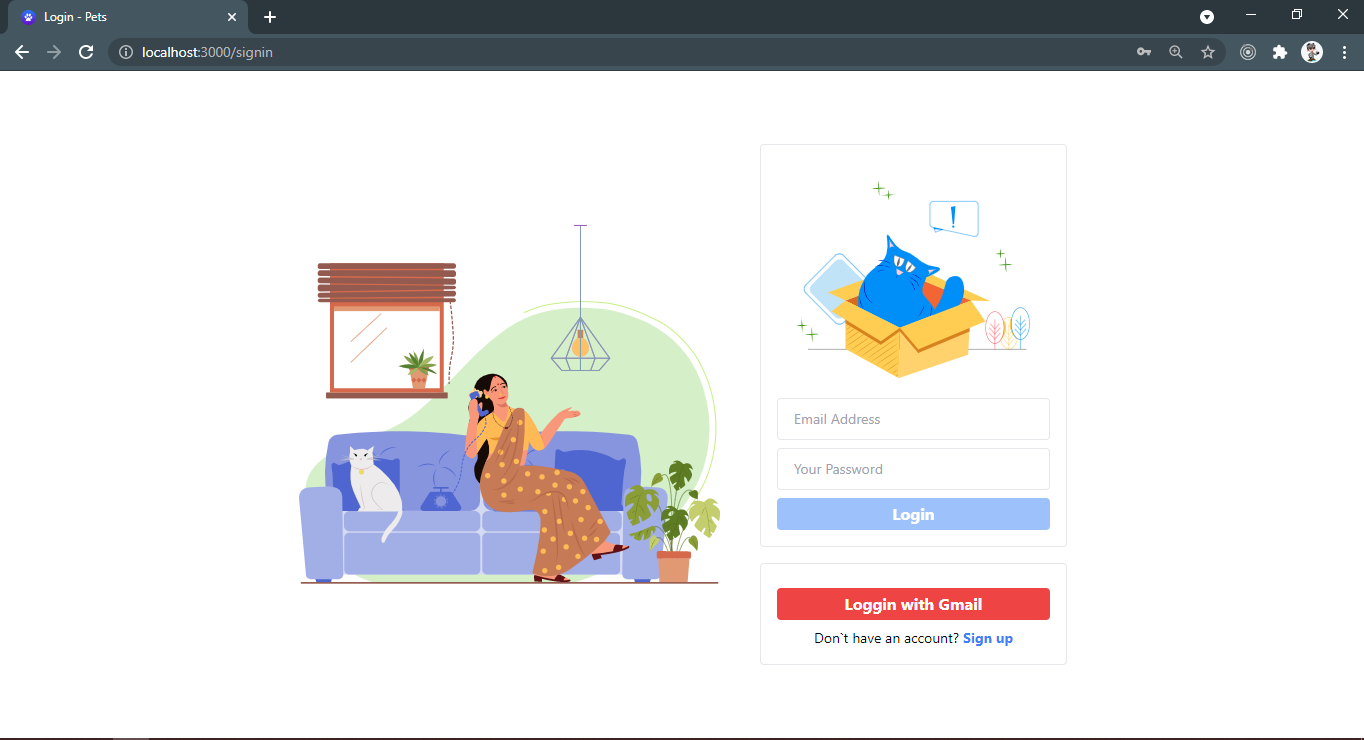 Login - Pets
localhost:3000/signin
!
Email Address
Your Password
Login
Loggin with Gmail
Don`t have an account? Sign up